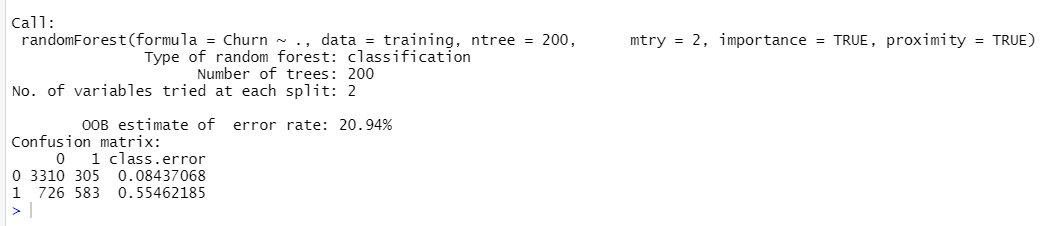 Call:
 randomForest(formula = Churn ~ ., data = training, ntree = 200,      mtry = 2, importance = TRUE, proximity = TRUE)
               Type of random forest: classification
                     Number of trees: 200
No. of variables tried at each split: 2

        OOB estimate of  error rate: 20.94%
Confusion matrix:
     0   1 class.error
0 3310 305  0.08437068
1  726 583  0.55462185
>